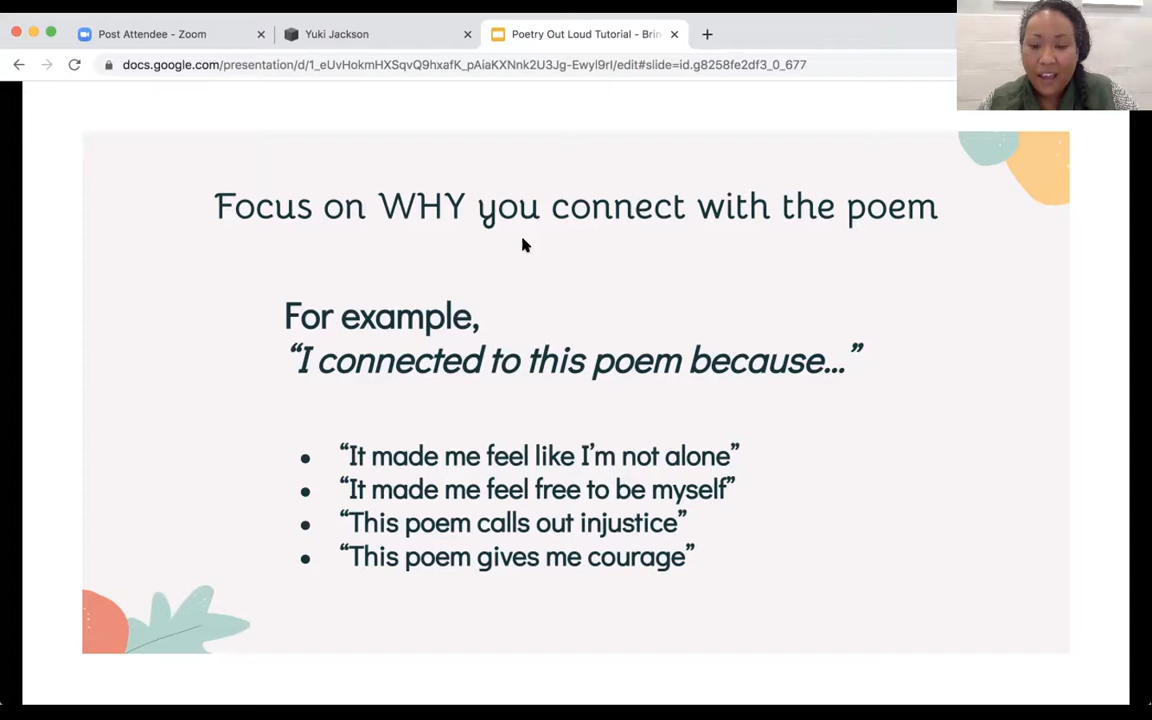 Post Attendee - Zoom
Yuki Jackson
Poetry Out Loud Tutorial - Brin
docs.google.com/presentation/d/1_eUvHokmHXSqvQ9hxafK_pAiaKXNnk2U3Jg-Ewyl9rI/edit#slide=id.g8258fe2df3_0_677
Focus on WHY you connect with the poem
For example,
“I connected to this poem because...”
● “It made me feel like I’m not alone”
● “It made me feel free to be myself”
● “This poem calls out injustice”
● “This poem gives me courage”